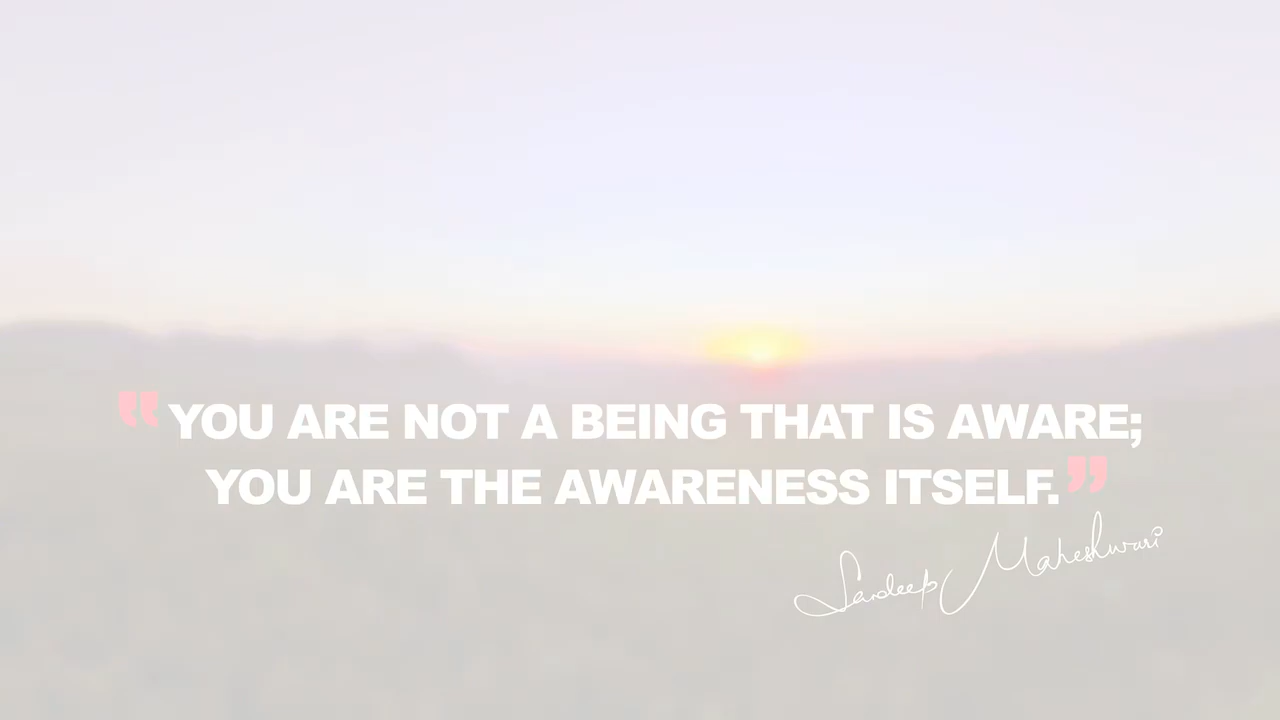 “YOU ARE NOT A BEING THAT IS AWARE;
YOU ARE THE AWARENESS ITSELF.”
Sandeep Maheshwari